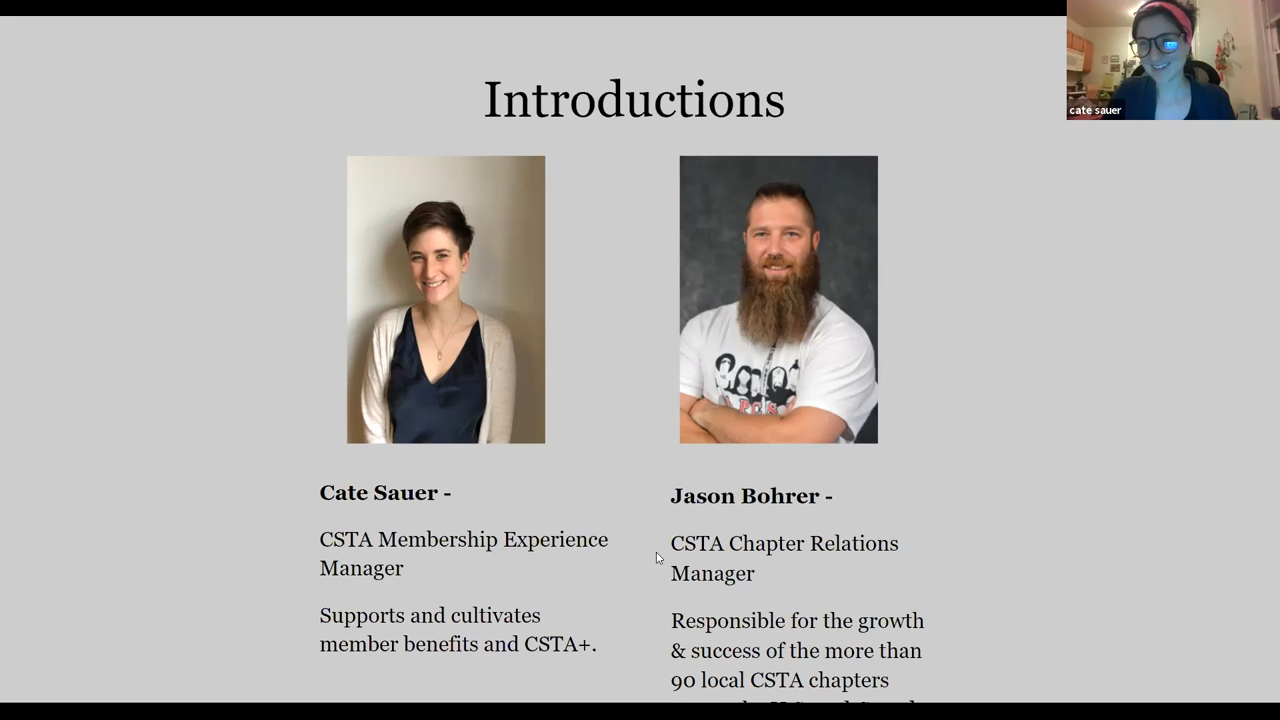 Introductions
cate sauer
Cate Sauer -
CSTA Membership Experience
Manager
Supports and cultivates
member benefits and CSTA+.
Jason Bohrer -
CSTA Chapter Relations
Manager
Responsible for the growth
& success of the more than
90 local CSTA chapters